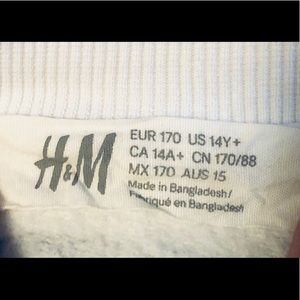 H&M
EUR 170 US 14Y+
CA 14A+ CN 170/88
MX 170 AUS 15
Made in Bangladesh/
Fabriqué en Bangladesh